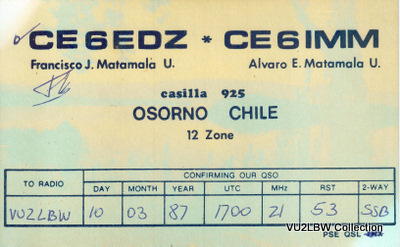 CE6EDZ * CE6IMM
Francisco J. Matamala U. Alvaro E. Matamala U.
casilla 925
OSORNO CHILE
12 Zone
CONFIRMING OUR QSO
TO RADIO DAY MONTH YEAR UTC MHz RST 2-WAY
VU2LBW 10 03 87 1700 21 53 SSB
VU2LBW Collection
PSE QSL